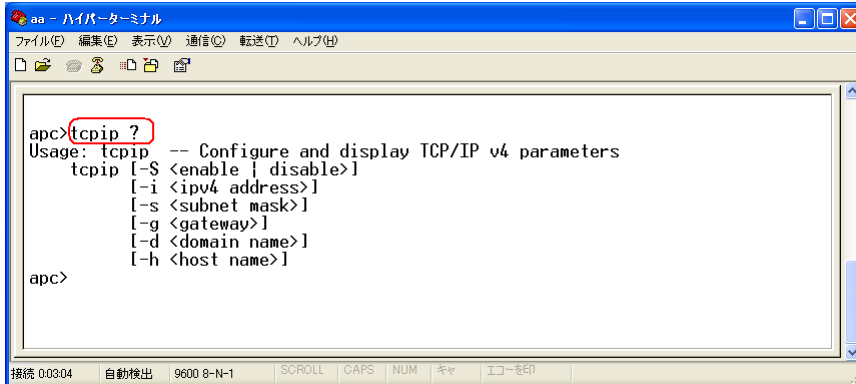 aa - ハイパーターミナル
ファイル(F) 編集(E) 表示(V) 通信(C) 転送(T) ヘルプ(H)
apc>tcpip ?
Usage: tcpip -- Configure and display TCP/IP v4 parameters
tcpip [-S <enable | disable>]
[-i <ipv4 address>]
[-s <subnet mask>]
[-g <gateway>]
[-d <domain name>]
[-h <host name>]
apc>
接続 0:03:04 自動検出 9600 8-N-1 SCROLL CAPS NUM キャ エコーを印